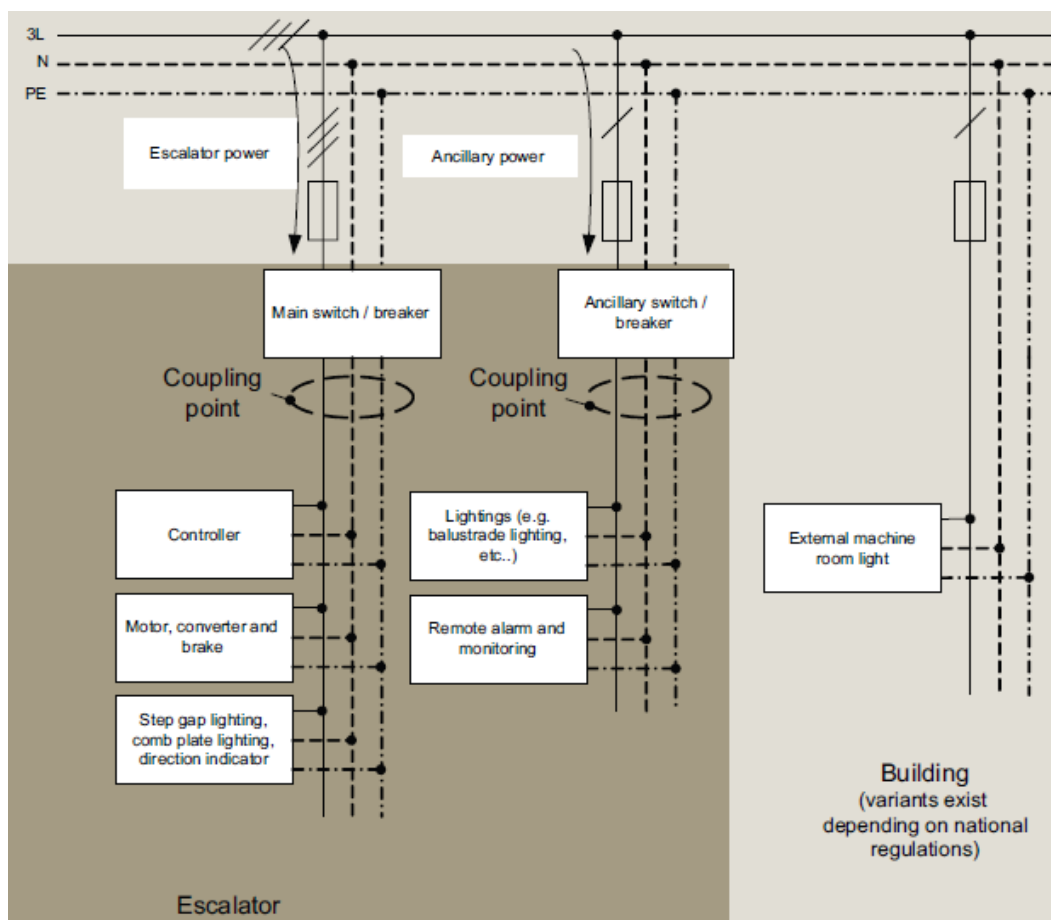 3L
N
PE
Escalator power
Ancillary power
Main switch / breaker
Ancillary switch /
breaker
Coupling
point
Coupling
point
Controller
Lightings (e.g.
balustrade lighting,
etc..)
External machine
room light
Motor, converter and
brake
Remote alarm and
monitoring
Step gap lighting,
comb plate lighting,
direction indicator
Building
(variants exist
depending on national
regulations)
Escalator